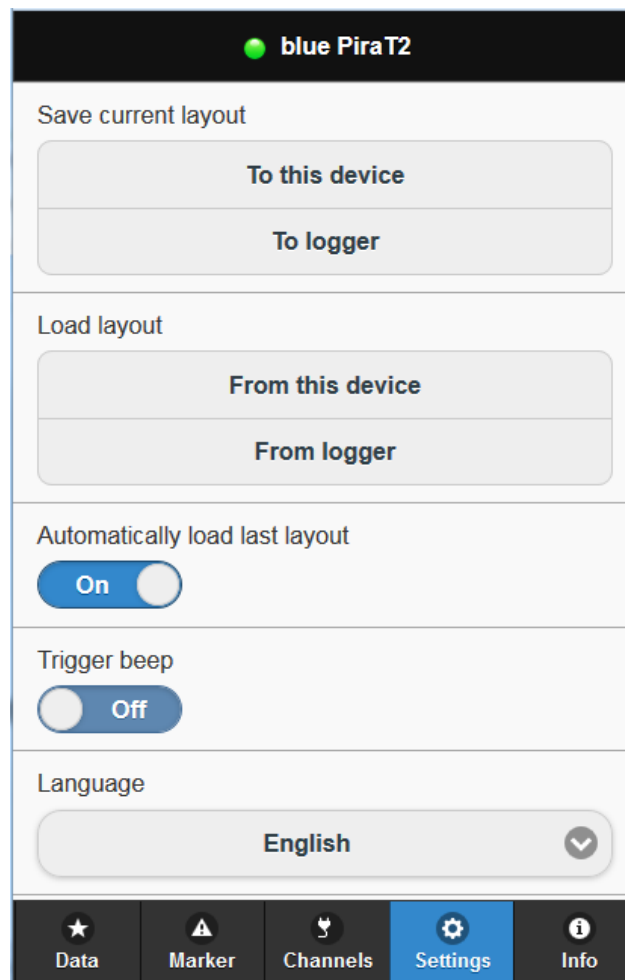 blue PiraT2
Save current layout
To this device
To logger
Load layout
From this device
From logger
Automatically load last layout
On
Trigger beep
Off
Language
English
Data Marker Channels Settings Info